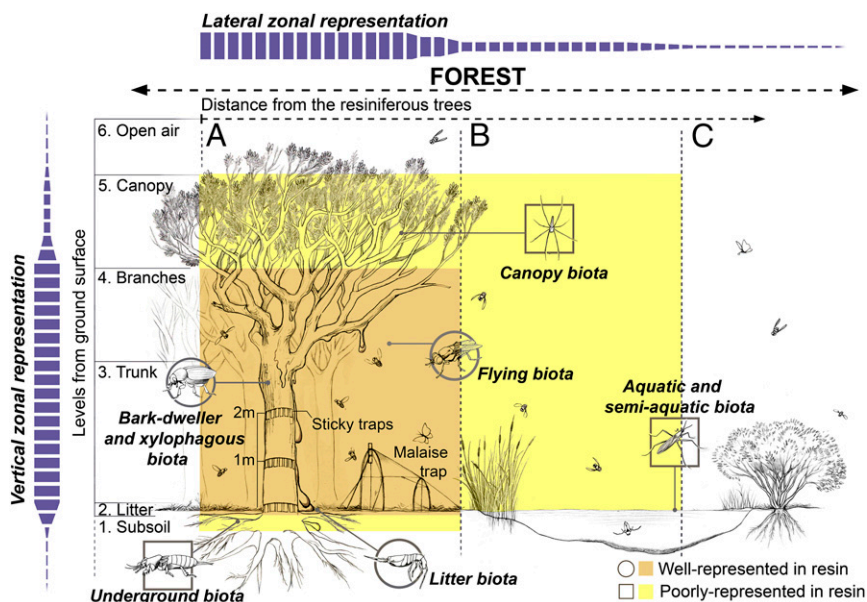 Lateral zonal representation
FOREST
Distance from the resiniferous trees
A
B
C
Vertical zonal representation
Levels from ground surface
6. Open air
5. Canopy
4. Branches
3. Trunk
2. Litter
1. Subsoil
Canopy biota
Flying biota
Aquatic and
semi-aquatic biota
Bark-dweller
and xylophagous
biota
2m
Sticky traps
1m
Malaise
trap
Underground biota
Litter biota
Well-represented in resin
Poorly-represented in resin